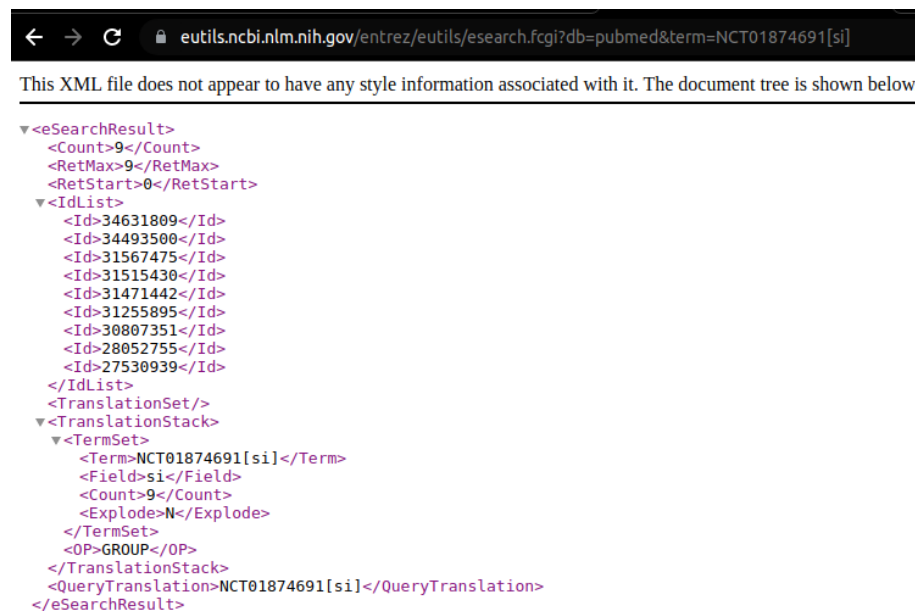 eutils.ncbi.nlm.nih.gov/entrez/eutils/esearch.fcgi?db=pubmed&term=NCT01874691[si]
This XML file does not appear to have any style information associated with it. The document tree is shown below
<eSearchResult>
<Count>9</Count>
<RetMax>9</RetMax>
<RetStart>0</RetStart>
<IdList>
<Id>34631809</Id>
<Id>34493500</Id>
<Id>31567475</Id>
<Id>31515430</Id>
<Id>31471442</Id>
<Id>31255895</Id>
<Id>30807351</Id>
<Id>28052755</Id>
<Id>27530939</Id>
</IdList>
<TranslationSet/>
<TranslationStack>
<TermSet>
<Term>NCT01874691[si]</Term>
<Field>si</Field>
<Count>9</Count>
<Explode>N</Explode>
</TermSet>
<OP>GROUP</OP>
</TranslationStack>
<QueryTranslation>NCT01874691[si]</QueryTranslation>
</eSearchResult>